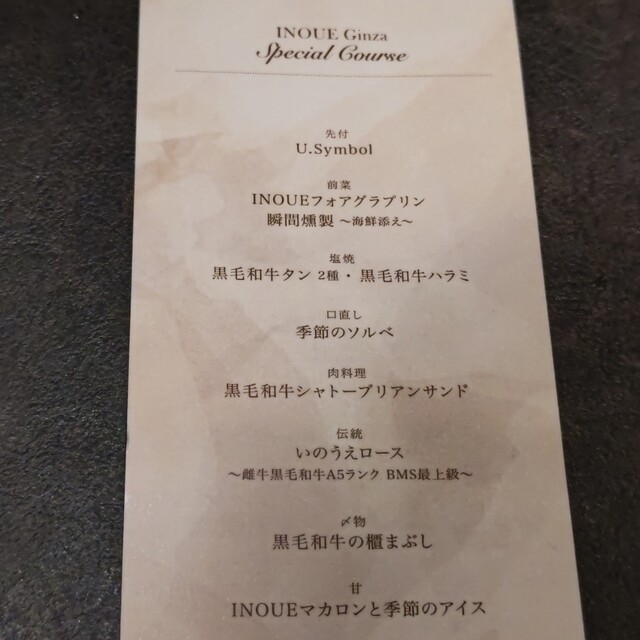 INOUE Ginza
Special Course
先付
U.Symbol
前菜
INOUEフォアグラブリン
瞬間燻製 〜海鮮添え〜
塩焼
黒毛和牛タン 2種・黒毛和牛ハラミ
口直し
季節のソルベ
肉料理
黒毛和牛シャトーブリアンサンド
伝統
いのうえロース
〜雌牛黒毛和牛A5ランク BMS最上級〜
〆物
黒毛和牛の櫃まぶし
甘
INOUEマカロンと季節のアイス